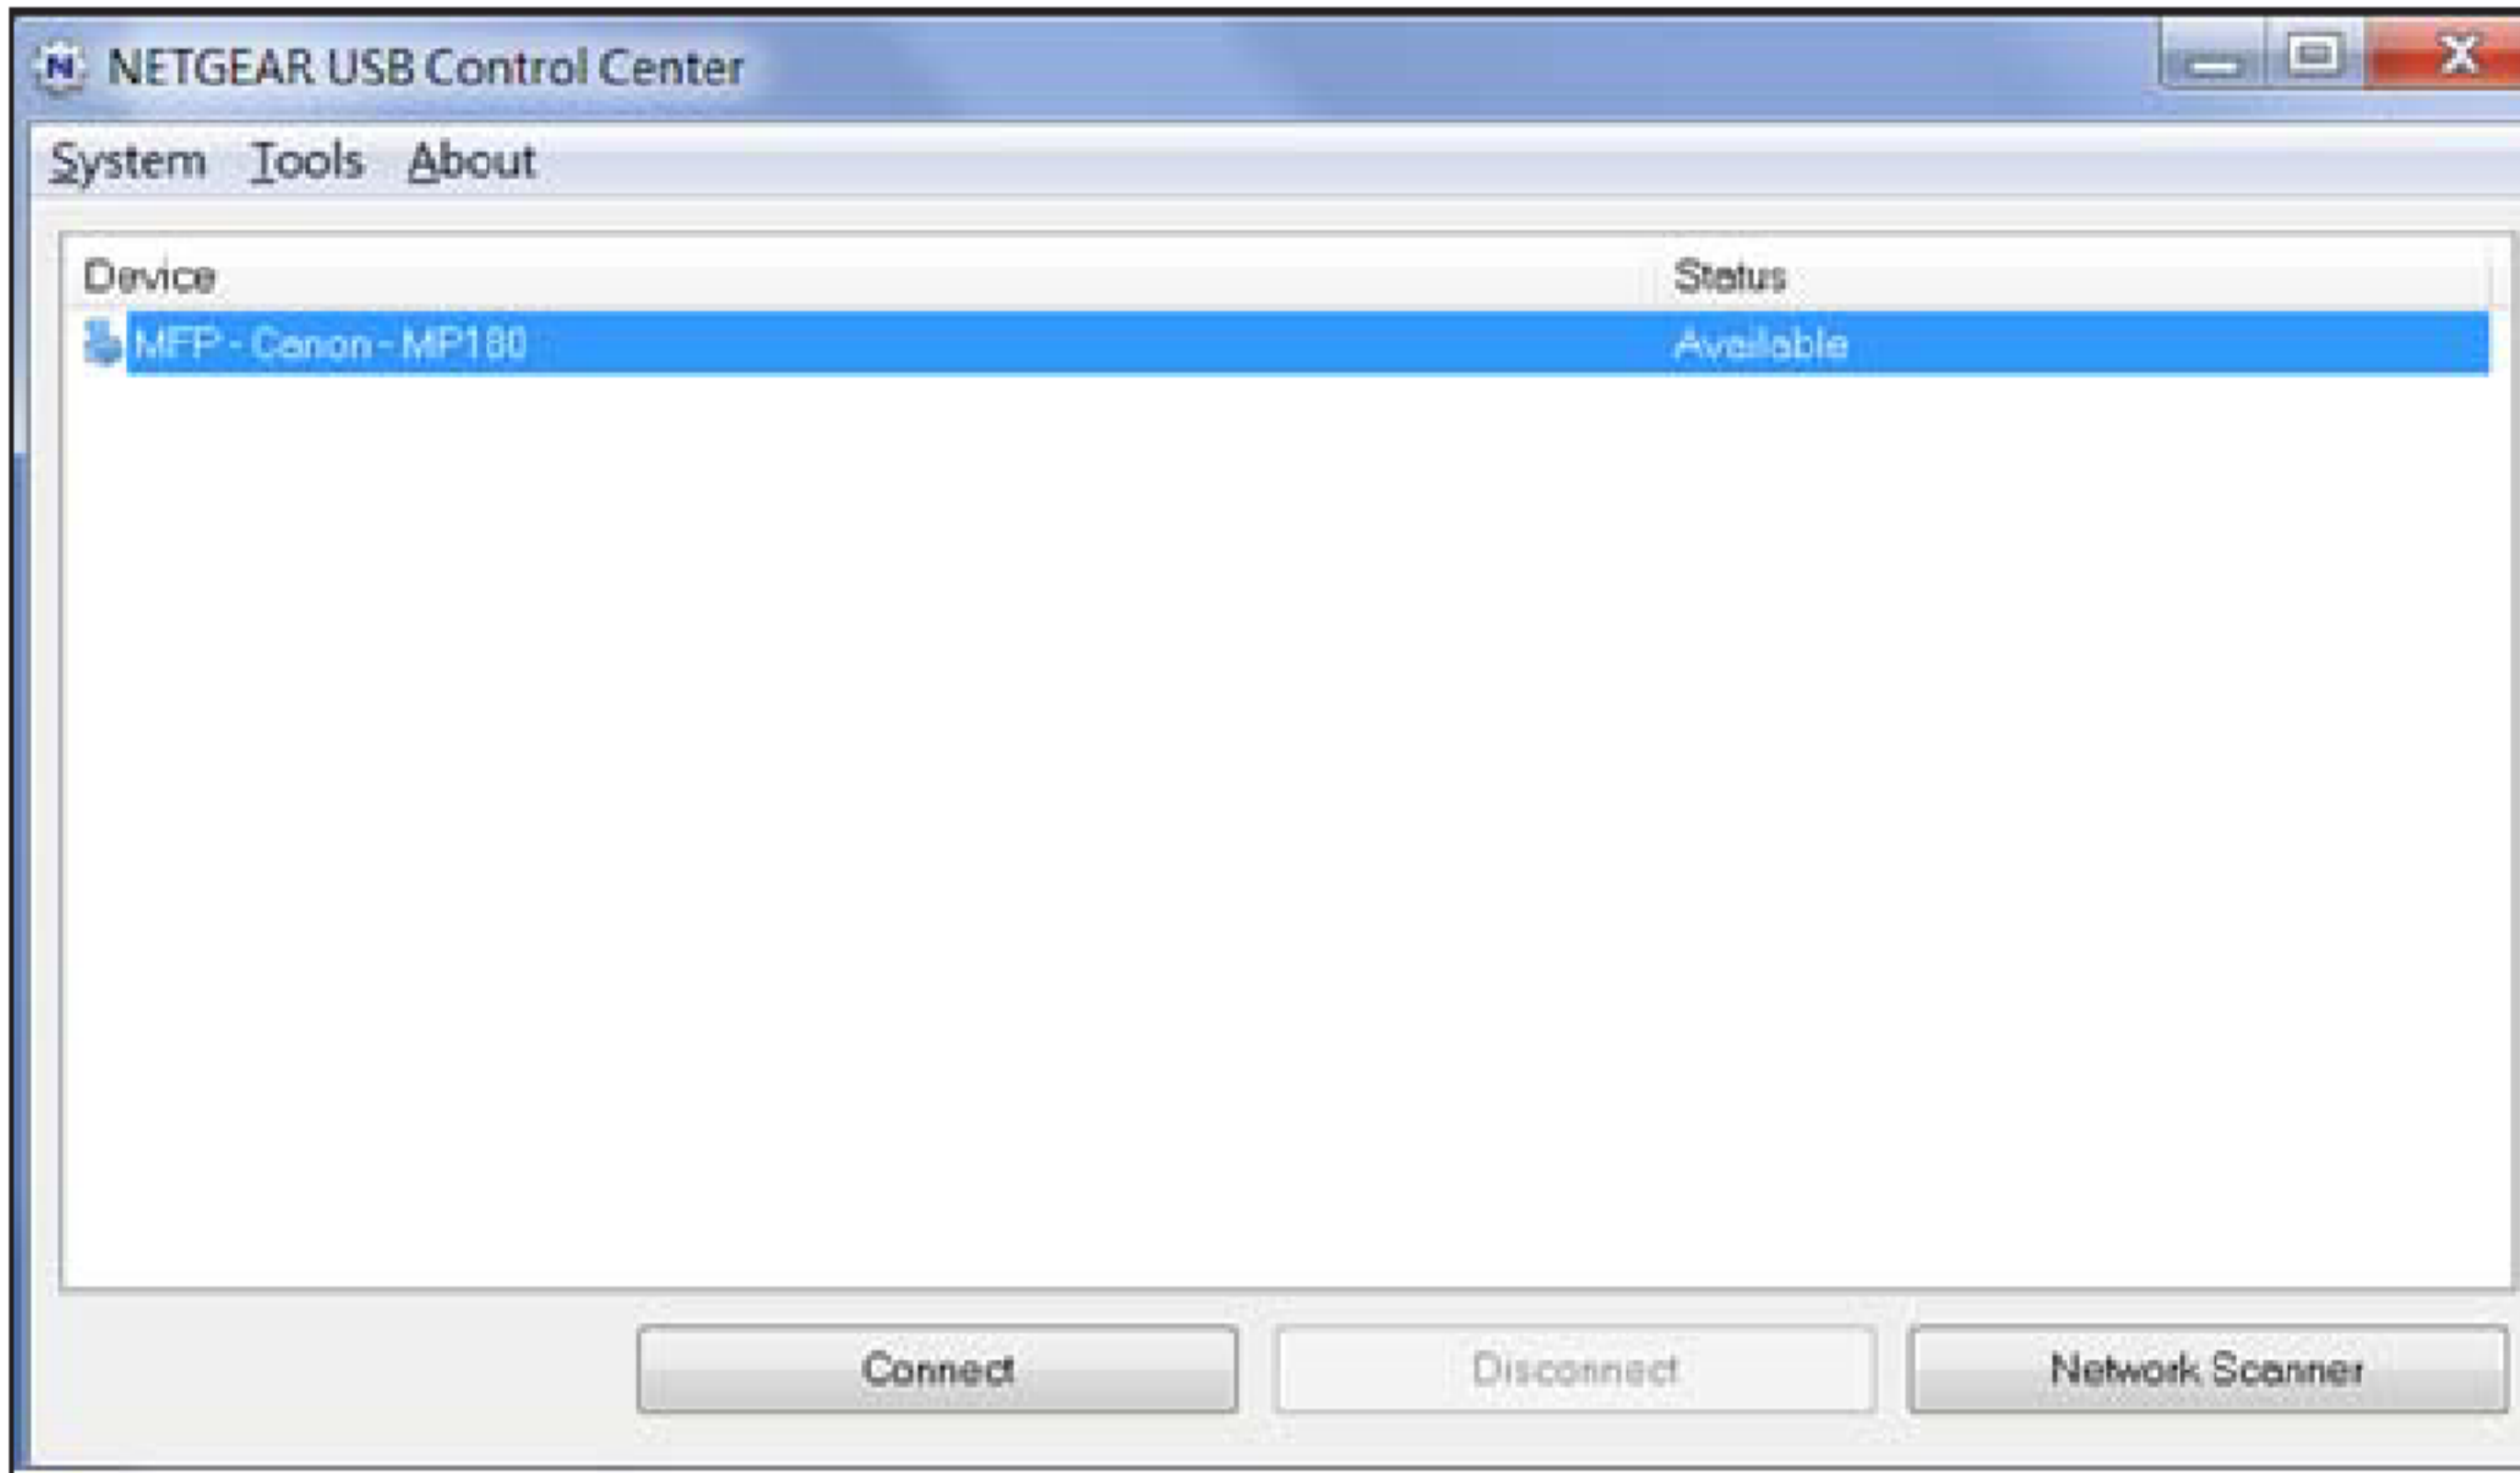 N NETGEAR USB Control Center
System Tools About
Device Status
MFP - Canon - MP180 Available
Connect Disconnect Network Scanner